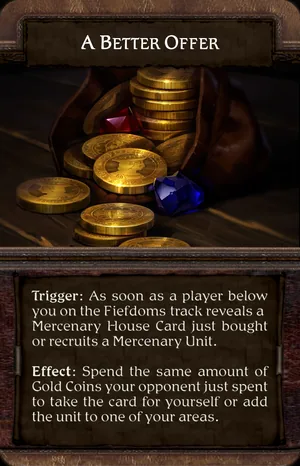 A Better Offer
Trigger: As soon as a player below
you on the Fiefdoms track reveals a
Mercenary House Card just bought
or recruits a Mercenary Unit.
Effect: Spend the same amount of
Gold Coins your opponent just spent
to take the card for yourself or add
the unit to one of your areas.